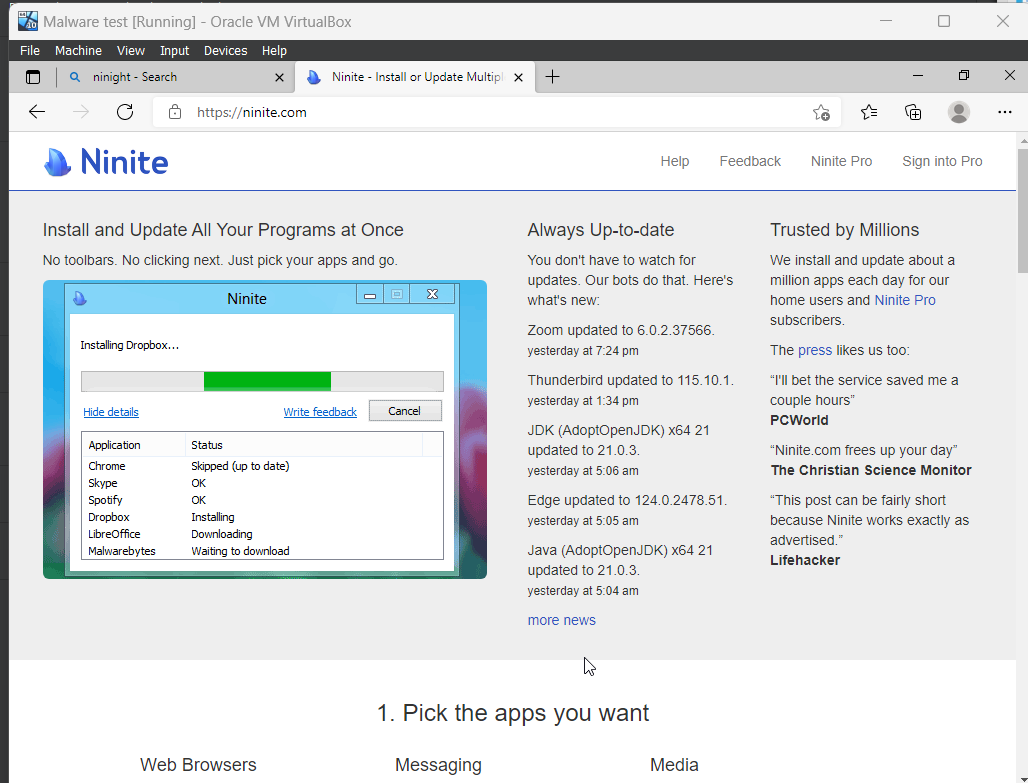 Malware test [Running] - Oracle VM VirtualBox
File Machine View Input Devices Help
ninight - Search
Ninite - Install or Update Multipl
https://ninite.com
Ninite
Help Feedback Ninite Pro Sign into Pro
Install and Update All Your Programs at Once
No toolbars. No clicking next. Just pick your apps and go.
Ninite
Installing Dropbox...
Hide details Write feedback Cancel
Application Status
Chrome Skipped (up to date)
Skype OK
Spotify OK
Dropbox Installing
LibreOffice Downloading
Malwarebytes Waiting to download
Always Up-to-date
You don't have to watch for
updates. Our bots do that. Here's
what's new:
Zoom updated to 6.0.2.37566.
yesterday at 7:24 pm
Thunderbird updated to 115.10.1.
yesterday at 1:34 pm
JDK (AdoptOpenJDK) x64 21
updated to 21.0.3.
yesterday at 5:06 am
Edge updated to 124.0.2478.51.
yesterday at 5:05 am
Java (AdoptOpenJDK) x64 21
updated to 21.0.3.
yesterday at 5:04 am
more news
Trusted by Millions
We install and update about a
million apps each day for our
home users and Ninite Pro
subscribers.
The press likes us too:
“I'll bet the service saved me a
couple hours”
PCWorld
“Ninite.com frees up your day”
The Christian Science Monitor
“This post can be fairly short
because Ninite works exactly as
advertised.”
Lifehacker
1. Pick the apps you want
Web Browsers Messaging Media